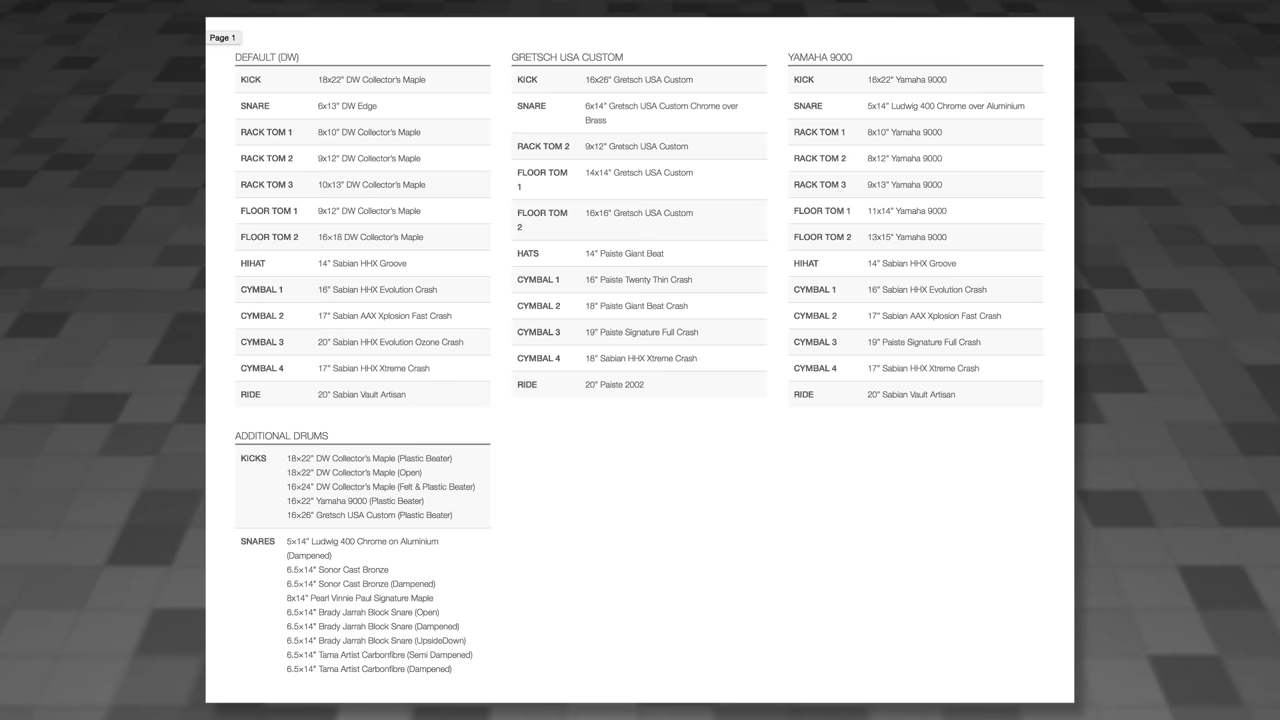 Page 1
DEFAULT (DW)
KICK 18x22” DW Collector’s Maple
SNARE 6x13” DW Edge
RACK TOM 1 8x10” DW Collector’s Maple
RACK TOM 2 9x12” DW Collector’s Maple
RACK TOM 3 10x13” DW Collector’s Maple
FLOOR TOM 1 9x12” DW Collector’s Maple
FLOOR TOM 2 16×18 DW Collector’s Maple
HIHAT 14” Sabian HHX Groove
CYMBAL 1 16” Sabian HHX Evolution Crash
CYMBAL 2 17” Sabian AAX Xplosion Fast Crash
CYMBAL 3 20” Sabian HHX Evolution Ozone Crash
CYMBAL 4 17” Sabian HHX Xtreme Crash
RIDE 20” Sabian Vault Artisan
GRETSCH USA CUSTOM
KICK 16x26” Gretsch USA Custom
SNARE 6x14” Gretsch USA Custom Chrome over
Brass
RACK TOM 2 9x12” Gretsch USA Custom
FLOOR TOM 14x14” Gretsch USA Custom
1
FLOOR TOM 16x16” Gretsch USA Custom
2
HATS 14” Paiste Giant Beat
CYMBAL 1 16” Paiste Twenty Thin Crash
CYMBAL 2 18” Paiste Giant Beat Crash
CYMBAL 3 19” Paiste Signature Full Crash
CYMBAL 4 18” Sabian HHX Xtreme Crash
RIDE 20” Paiste 2002
YAMAHA 9000
KICK 16x22” Yamaha 9000
SNARE 5x14” Ludwig 400 Chrome over Aluminium
RACK TOM 1 8x10” Yamaha 9000
RACK TOM 2 8x12” Yamaha 9000
RACK TOM 3 9x13” Yamaha 9000
FLOOR TOM 1 11x14” Yamaha 9000
FLOOR TOM 2 13x15” Yamaha 9000
HIHAT 14” Sabian HHX Groove
CYMBAL 1 16” Sabian HHX Evolution Crash
CYMBAL 2 17” Sabian AAX Xplosion Fast Crash
CYMBAL 3 19” Paiste Signature Full Crash
CYMBAL 4 17” Sabian HHX Xtreme Crash
RIDE 20” Sabian Vault Artisan
ADDITIONAL DRUMS
KICKS 18×22” DW Collector’s Maple (Plastic Beater)
18×22” DW Collector’s Maple (Open)
16×24” DW Collector’s Maple (Felt & Plastic Beater)
16×22” Yamaha 9000 (Plastic Beater)
16×26” Gretsch USA Custom (Plastic Beater)
SNARES 5×14” Ludwig 400 Chrome on Aluminium
(Dampened)
6.5×14” Sonor Cast Bronze
6.5×14” Sonor Cast Bronze (Dampened)
8x14” Pearl Vinnie Paul Signature Maple
6.5×14” Brady Jarrah Block Snare (Open)
6.5×14” Brady Jarrah Block Snare (Dampened)
6.5×14” Brady Jarrah Block Snare (UpsideDown)
6.5×14” Tama Artist Carbonfibre (Semi Dampened)
6.5×14” Tama Artist Carbonfibre (Dampened)